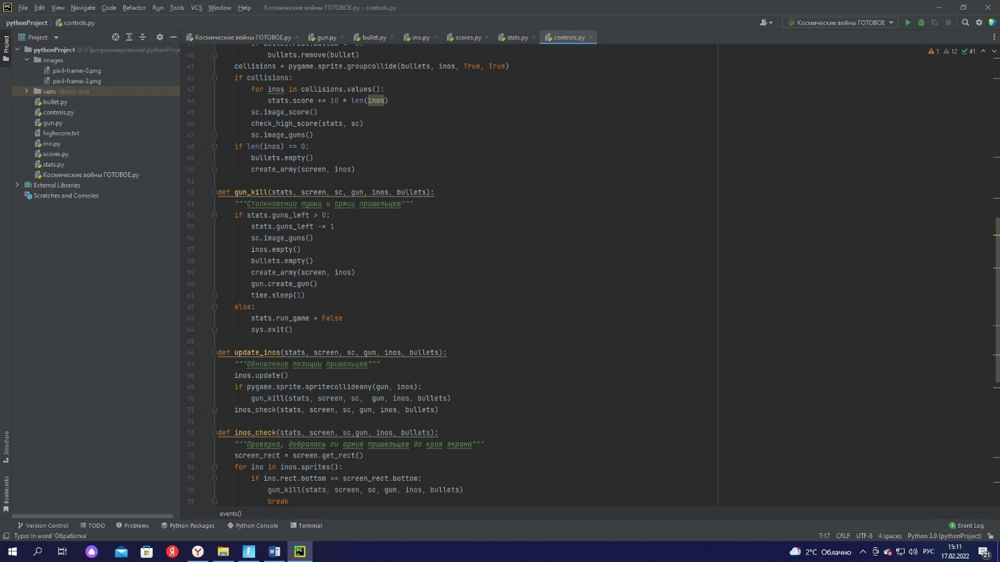 PC File Edit View Navigate Code Refactor Run Tools VCS Window Help Космические войны ГОТОВОЕ.py - controls.py
pythonProject controls.py Космические войны ГОТОВОЕ
Project
Project
Космические войны ГОТОВОЕ.py gun.py bullet.py ino.py scores.py stats.py controls.py
pythonProject D:\Программирование\pythonProje
images
pixil-frame-0.png
pixil-frame-2.png
venv library root
bullet.py
controls.py
gun.py
highscore.txt
ino.py
scores.py
stats.py
Космические войны ГОТОВОЕ.py
External Libraries
Scratches and Consoles
1 12 41
40 bullets.remove(bullet)
41 collisions = pygame.sprite.groupcollide(bullets, inos, True, True)
42 if collisions:
43 for inos in collisions.values():
44 stats.score += 10 * len(inos)
45 sc.image_score()
46 check_high_score(stats, sc)
47 sc.image_guns()
48 if len(inos) == 0:
49 bullets.empty()
50 create_army(screen, inos)
51
52 def gun_kill(stats, screen, sc, gun, inos, bullets):
53 """Столкновении пушки и армии пришельцев"""
54 if stats.guns_left > 0:
55 stats.guns_left -= 1
56 sc.image_guns()
57 inos.empty()
58 bullets.empty()
59 create_army(screen, inos)
60 gun.create_gun()
61 time.sleep(1)
62 else:
63 stats.run_game = False
64 sys.exit()
65
66 def update_inos(stats, screen, sc, gun, inos, bullets):
67 """Обновление позиции пришельцев"""
68 inos.update()
69 if pygame.sprite.spritecollideany(gun, inos):
70 gun_kill(stats, screen, sc,  gun, inos, bullets)
71 inos_check(stats, screen, sc, gun, inos, bullets)
72
73 def inos_check(stats, screen, sc,gun, inos, bullets):
74 """Проверка, добралась ли армия пришельцев до края экрана"""
75 screen_rect = screen.get_rect()
76 for ino in inos.sprites():
77 if ino.rect.bottom >= screen_rect.bottom:
78 gun_kill(stats, screen, sc, gun, inos, bullets)
79 break
events()
Structure
Bookmarks
Version Control TODO Problems Python Packages Python Console Terminal Event Log
Typo: In word 'Обработка' 7:17 CRLF UTF-8 4 spaces Python 3.9 (pythonProject)
2°C Облачно РУС 15:11
17.02.2022 21